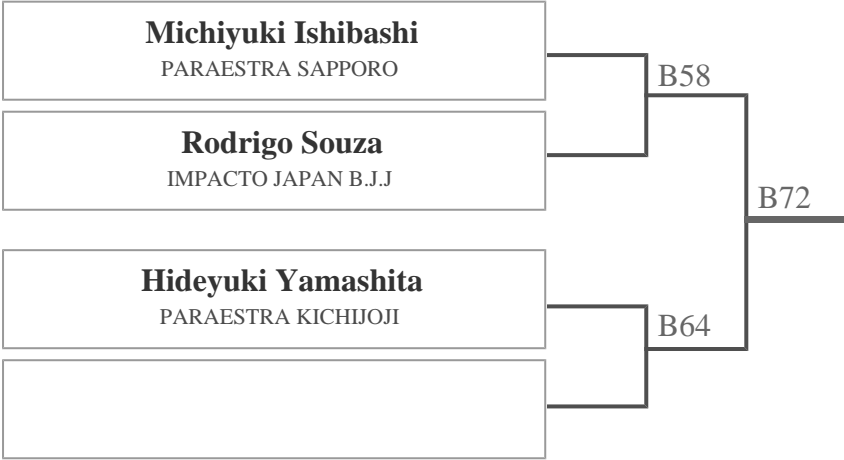 Michiyuki Ishibashi
PARAESTRA SAPPORO
B58
Rodrigo Souza
IMPACTO JAPAN B.J.J
B72
Hideyuki Yamashita
PARAESTRA KICHIJOJI
B64